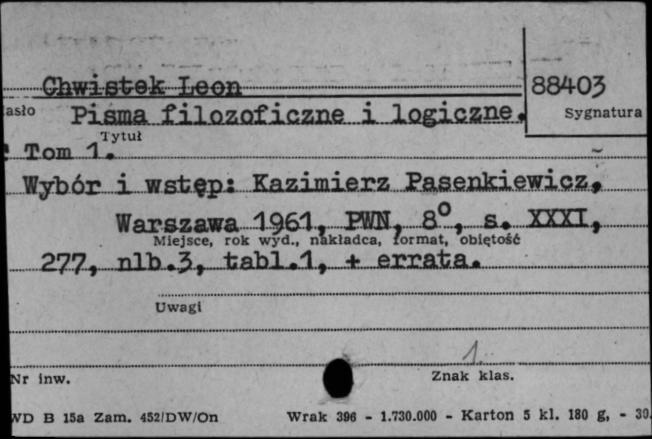 Chwistek Leon
88403
asło
Pisma filozoficzne i logiczne.
Sygnatura
Tytuł
Tom 1.
Wybór i wstęp: Kazimierz Pasenkiewicz,
Warszawa 1961, PWN, 8°, s. XXXI,
Miejsce, rok wyd., nakładca, format, objętość
277, nlb.3, tabl.1, + errata.
Uwagi
1
Nr inw.
Znak klas.
WD B 15a Zam. 452/DW/On Wrak 396 - 1.730.000 - Karton 5 kl. 180 g, - 30.